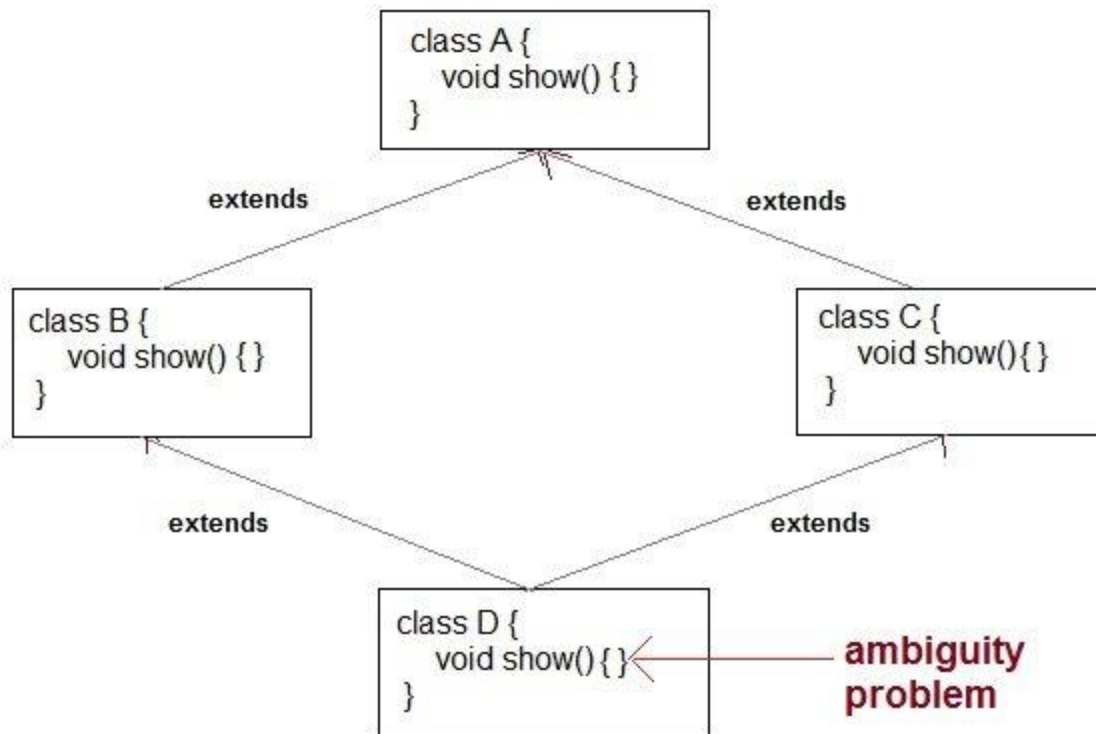 class A {
void show() { }
}
extends
extends
class B {
void show() { }
}
class C {
void show() { }
}
extends
extends
class D {
void show() { }
}
ambiguity
problem